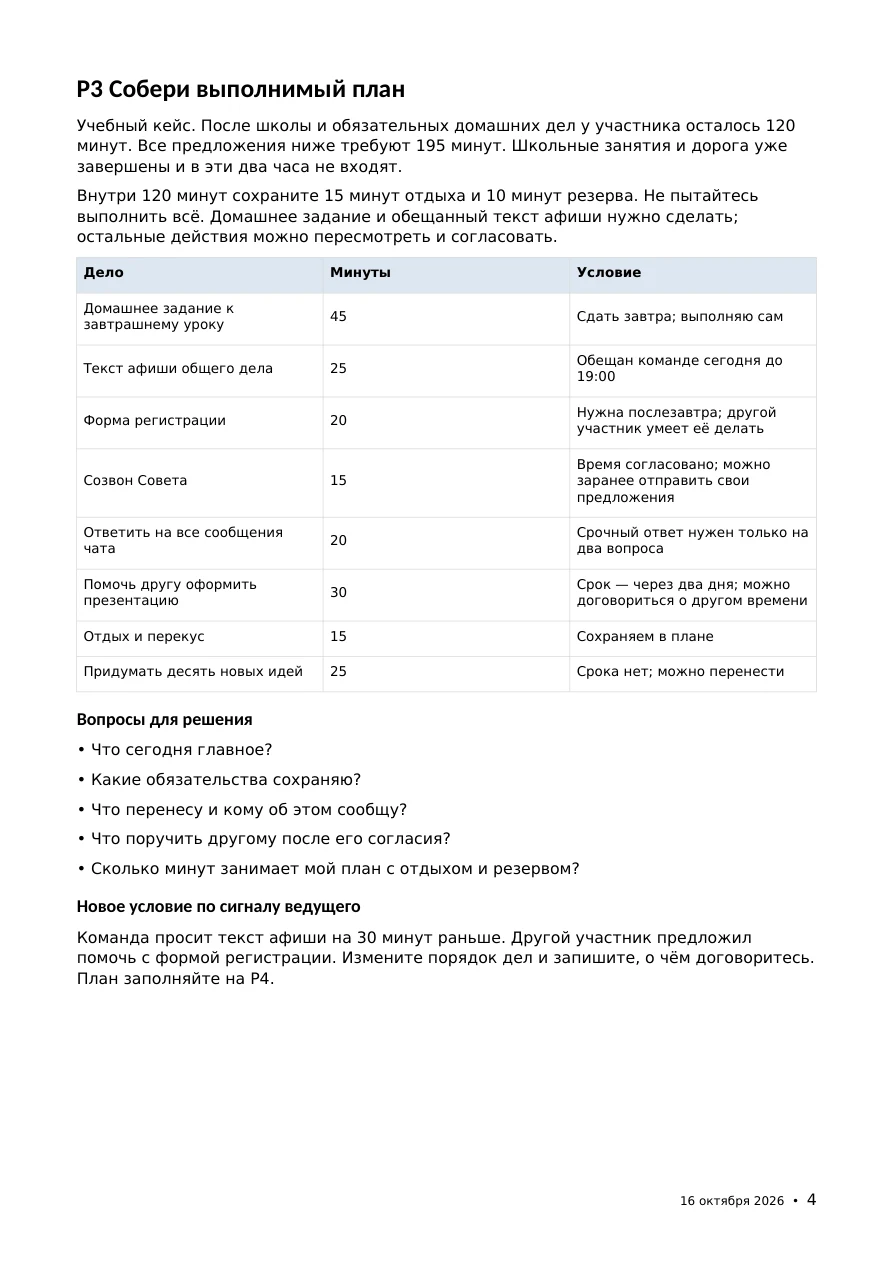 Р3 Собери выполнимый план
Учебный кейс. После школы и обязательных домашних дел у участника осталось 120
минут. Все предложения ниже требуют 195 минут. Школьные занятия и дорога уже
завершены и в эти два часа не входят.
Внутри 120 минут сохраните 15 минут отдыха и 10 минут резерва. Не пытайтесь
выполнить всё. Домашнее задание и обещанный текст афиши нужно сделать;
остальные действия можно пересмотреть и согласовать.
Дело Минуты Условие
Домашнее задание к
завтрашнему уроку
45
Сдать завтра; выполняю сам
Текст афиши общего дела
25
Обещан команде сегодня до
19:00
Форма регистрации
20
Нужна послезавтра; другой
участник умеет её делать
Созвон Совета
15
Время согласовано; можно
заранее отправить свои
предложения
Ответить на все сообщения
чата
20
Срочный ответ нужен только на
два вопроса
Помочь другу оформить
презентацию
30
Срок — через два дня; можно
договориться о другом времени
Отдых и перекус
15
Сохраняем в плане
Придумать десять новых идей
25
Срока нет; можно перенести
Вопросы для решения
• Что сегодня главное?
• Какие обязательства сохраняю?
• Что перенесу и кому об этом сообщу?
• Что поручить другому после его согласия?
• Сколько минут занимает мой план с отдыхом и резервом?
Новое условие по сигналу ведущего
Команда просит текст афиши на 30 минут раньше. Другой участник предложил
помочь с формой регистрации. Измените порядок дел и запишите, о чём договоритесь.
План заполняйте на Р4.
16 октября 2026 • 4